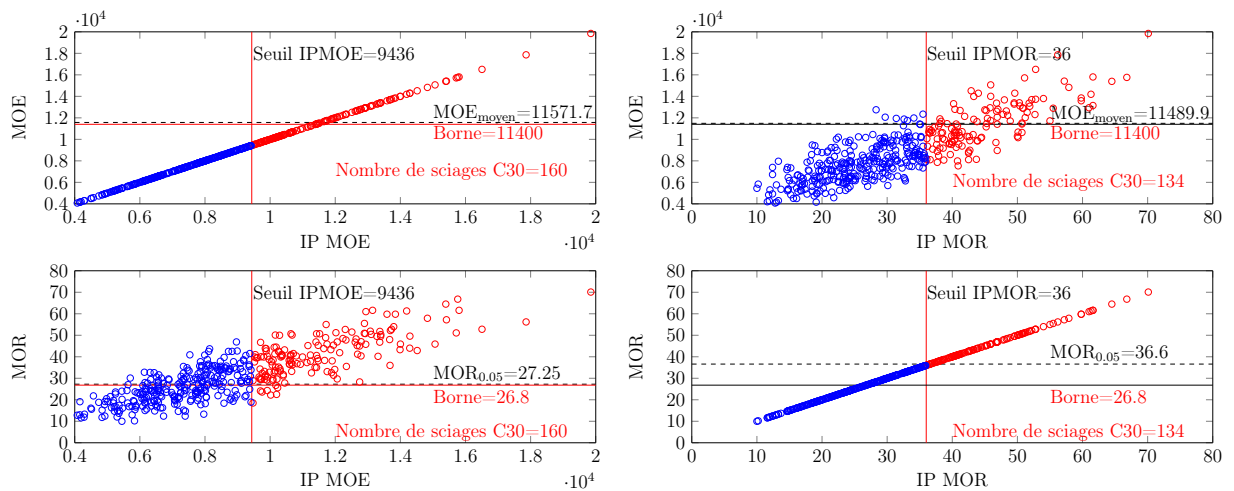 ·10⁴
2
1.8
1.6
1.4
1.2
1
0.8
0.6
0.4
MOE
Seuil IPMOE=9436
MOE_moyen=11571.7
Borne=11400
Nombre de sciages C30=160
0.4 0.6 0.8 1 1.2 1.4 1.6 1.8 2
IP MOE
·10⁴
·10⁴
2
1.8
1.6
1.4
1.2
1
0.8
0.6
0.4
MOE
Seuil IPMOR=36
MOE_moyen=11489.9
Borne=11400
Nombre de sciages C30=134
0 10 20 30 40 50 60 70 80
IP MOR
80
70
60
50
40
30
20
10
0
MOR
Seuil IPMOE=9436
MOR_0.05=27.25
Borne=26.8
Nombre de sciages C30=160
0.4 0.6 0.8 1 1.2 1.4 1.6 1.8 2
IP MOE
·10⁴
80
70
60
50
40
30
20
10
0
MOR
Seuil IPMOR=36
MOR_0.05=36.6
Borne=26.8
Nombre de sciages C30=134
0 10 20 30 40 50 60 70 80
IP MOR